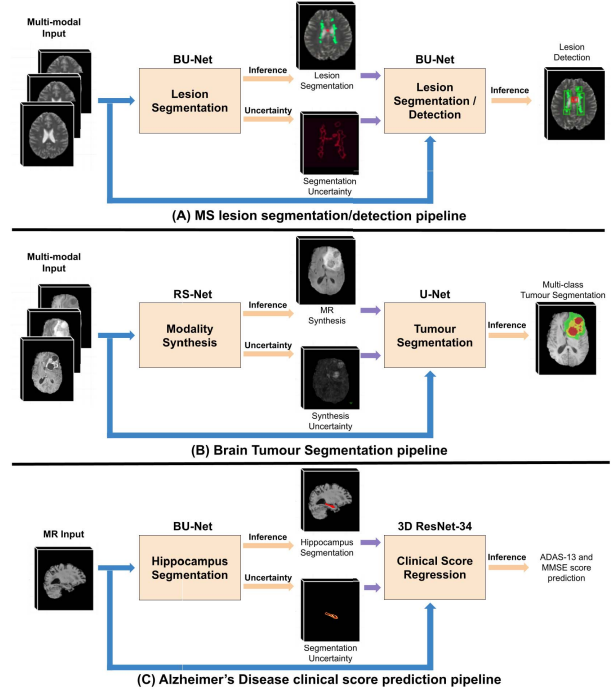 Multi-modal
Input
BU-Net
Lesion
Segmentation
Inference
Uncertainty
Lesion
Segmentation
Segmentation
Uncertainty
BU-Net
Lesion
Segmentation /
Detection
Inference
Lesion
Detection
(A) MS lesion segmentation/detection pipeline
Multi-modal
Input
RS-Net
Modality
Synthesis
Inference
Uncertainty
MR
Synthesis
Synthesis
Uncertainty
U-Net
Tumour
Segmentation
Inference
Multi-class
Tumour Segmentation
(B) Brain Tumour Segmentation pipeline
MR Input
BU-Net
Hippocampus
Segmentation
Inference
Uncertainty
Hippocampus
Segmentation
Segmentation
Uncertainty
3D ResNet-34
Clinical Score
Regression
Inference
ADAS-13 and
MMSE score
prediction
(C) Alzheimer's Disease clinical score prediction pipeline